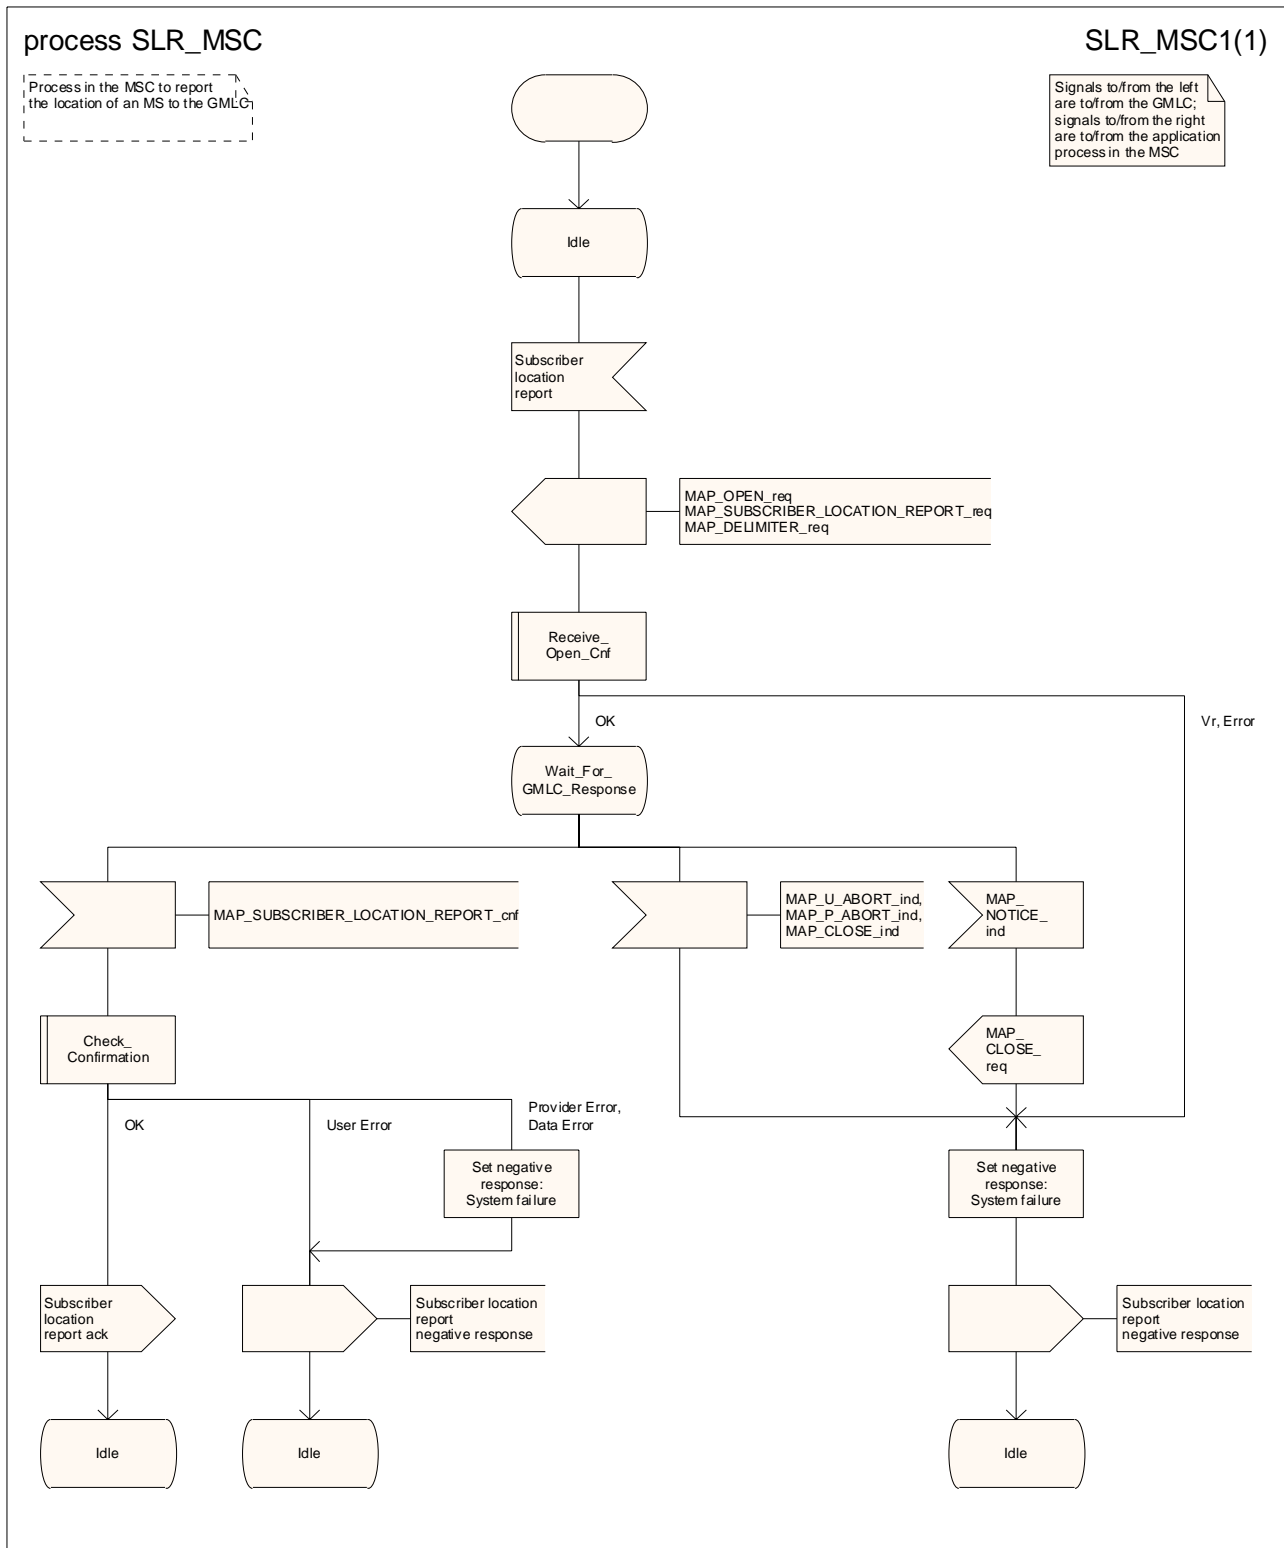 process SLR_MSC
SLR_MSC1(1)
Process in the MSC to report
the location of an MS to the GMLC
Signals to/from the left
are to/from the GMLC;
signals to/from the right
are to/from the application
process in the MSC
Idle
Subscriber
location
report
MAP_OPEN_req
MAP_SUBSCRIBER_LOCATION_REPORT_req
MAP_DELIMITER_req
Receive_
Open_Cnf
OK
Vr, Error
Wait_For_
GMLC_Response
MAP_SUBSCRIBER_LOCATION_REPORT_cnf
MAP_U_ABORT_ind,
MAP_P_ABORT_ind,
MAP_CLOSE_ind
MAP_
NOTICE_
ind
Check_
Confirmation
MAP_
CLOSE_
req
OK
User Error
Provider Error,
Data Error
Set negative
response:
System failure
Set negative
response:
System failure
Subscriber
location
report ack
Subscriber location
report
negative response
Subscriber location
report
negative response
Idle
Idle
Idle